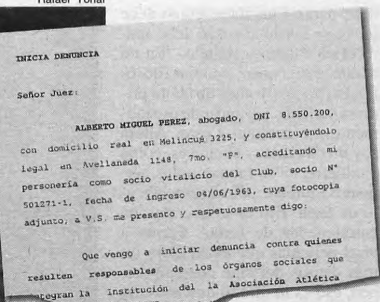 Rafael Tonal
INICIA DENUNCIA
Señor Juez:
ALBERTO MIGUEL PEREZ, abogado, DNI 8.550.200,
con domicilio real en Melincué 3225, y constituyéndolo
legal en Avellaneda 1148, 7mo. "F", acreditando mi
personería como socio vitalicio del Club, socio N°
501271-1, fecha de ingreso 04/06/1963, cuya fotocopia
adjunto, a V.S. me presento y respetuosamente digo:
Que vengo a iniciar denuncia contra quienes
resulten responsables de los órganos sociales que
integran la Institución del la Asociación Atlética